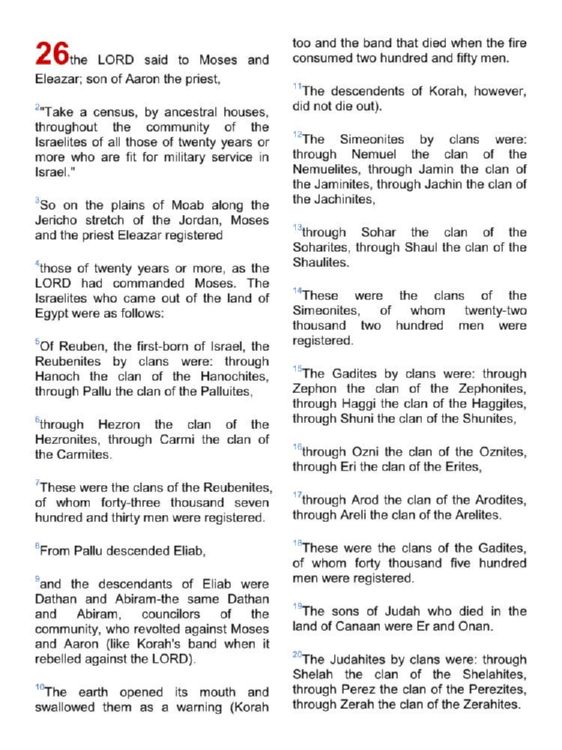 26the LORD said to Moses and
Eleazar; son of Aaron the priest,
2"Take a census, by ancestral houses,
throughout the community of the
Israelites of all those of twenty years or
more who are fit for military service in
Israel."
3So on the plains of Moab along the
Jericho stretch of the Jordan, Moses
and the priest Eleazar registered
4those of twenty years or more, as the
LORD had commanded Moses. The
Israelites who came out of the land of
Egypt were as follows:
5Of Reuben, the first-born of Israel, the
Reubenites by clans were: through
Hanoch the clan of the Hanochites,
through Pallu the clan of the Palluites,
6through Hezron the clan of the
Hezronites, through Carmi the clan of
the Carmites.
7These were the clans of the Reubenites,
of whom forty-three thousand seven
hundred and thirty men were registered.
8From Pallu descended Eliab,
9and the descendants of Eliab were
Dathan and Abiram-the same Dathan
and Abiram, councilors of the
community, who revolted against Moses
and Aaron (like Korah's band when it
rebelled against the LORD).
10The earth opened its mouth and
swallowed them as a warning (Korah
too and the band that died when the fire
consumed two hundred and fifty men.
11The descendents of Korah, however,
did not die out).
12The Simeonites by clans were:
through Nemuel the clan of the
Nemuelites, through Jamin the clan of
the Jaminites, through Jachin the clan of
the Jachinites,
13through Sohar the clan of the
Soharites, through Shaul the clan of the
Shaulites.
14These were the clans of the
Simeonites, of whom twenty-two
thousand two hundred men were
registered.
15The Gadites by clans were: through
Zephon the clan of the Zephonites,
through Haggi the clan of the Haggites,
through Shuni the clan of the Shunites,
16through Ozni the clan of the Oznites,
through Eri the clan of the Erites,
17through Arod the clan of the Arodites,
through Areli the clan of the Arelites.
18These were the clans of the Gadites,
of whom forty thousand five hundred
men were registered.
19The sons of Judah who died in the
land of Canaan were Er and Onan.
20The Judahites by clans were: through
Shelah the clan of the Shelahites,
through Perez the clan of the Perezites,
through Zerah the clan of the Zerahites.